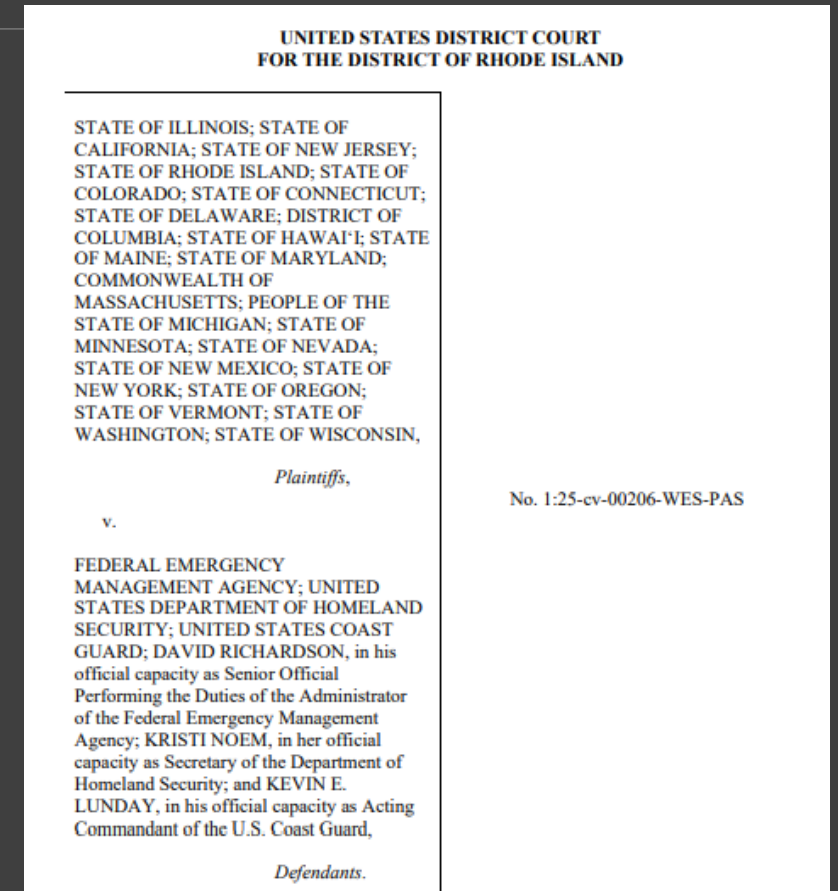 UNITED STATES DISTRICT COURT
FOR THE DISTRICT OF RHODE ISLAND
STATE OF ILLINOIS; STATE OF
CALIFORNIA; STATE OF NEW JERSEY;
STATE OF RHODE ISLAND; STATE OF
COLORADO; STATE OF CONNECTICUT;
STATE OF DELAWARE; DISTRICT OF
COLUMBIA; STATE OF HAWAI‘I; STATE
OF MAINE; STATE OF MARYLAND;
COMMONWEALTH OF
MASSACHUSETTS; PEOPLE OF THE
STATE OF MICHIGAN; STATE OF
MINNESOTA; STATE OF NEVADA;
STATE OF NEW MEXICO; STATE OF
NEW YORK; STATE OF OREGON;
STATE OF VERMONT; STATE OF
WASHINGTON; STATE OF WISCONSIN,
Plaintiffs,
v.
FEDERAL EMERGENCY
MANAGEMENT AGENCY; UNITED
STATES DEPARTMENT OF HOMELAND
SECURITY; UNITED STATES COAST
GUARD; DAVID RICHARDSON, in his
official capacity as Senior Official
Performing the Duties of the Administrator
of the Federal Emergency Management
Agency; KRISTI NOEM, in her official
capacity as Secretary of the Department of
Homeland Security; and KEVIN E.
LUNDAY, in his official capacity as Acting
Commandant of the U.S. Coast Guard,
Defendants.
No. 1:25-cv-00206-WES-PAS